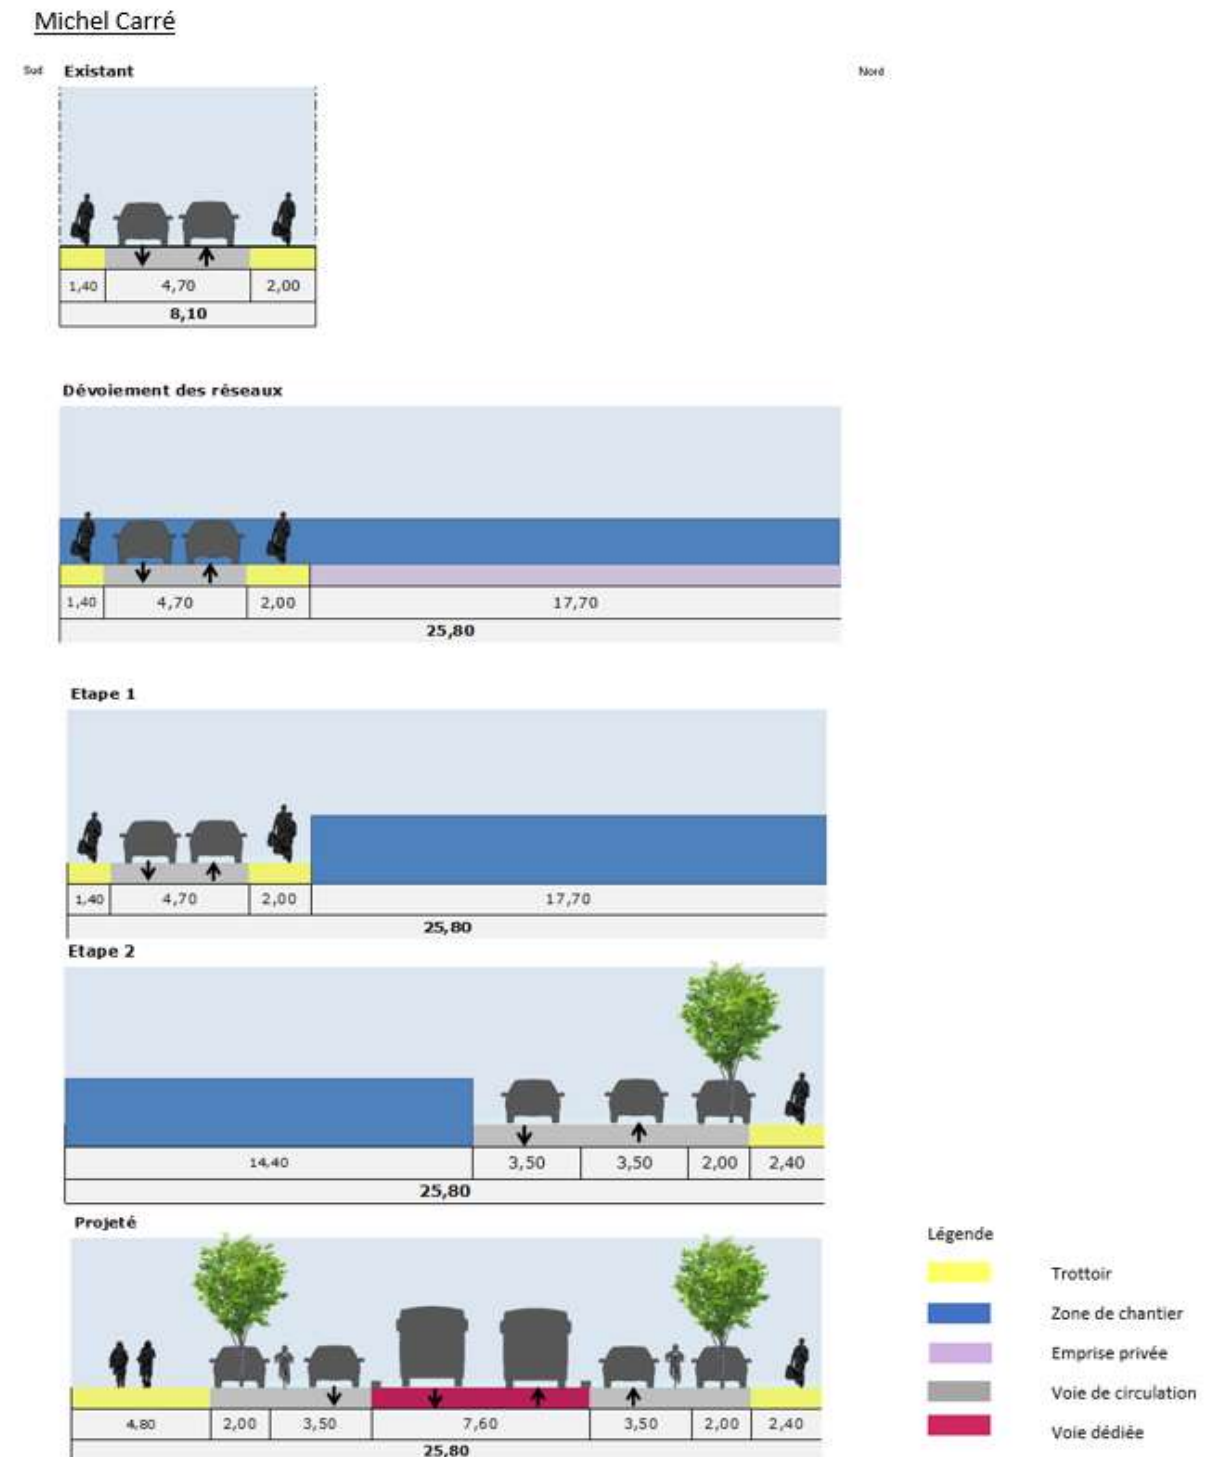 Michel Carré
Sud Existant Nord
1,40 4,70 2,00
8,10
Dévoiement des réseaux
1,40 4,70 2,00 17,70
25,80
Etape 1
1,40 4,70 2,00 17,70
25,80
Etape 2
14,40 3,50 3,50 2,00 2,40
25,80
Projeté
4,80 2,00 3,50 7,60 3,50 2,00 2,40
25,80
Légende
Trottoir
Zone de chantier
Emprise privée
Voie de circulation
Voie dédiée